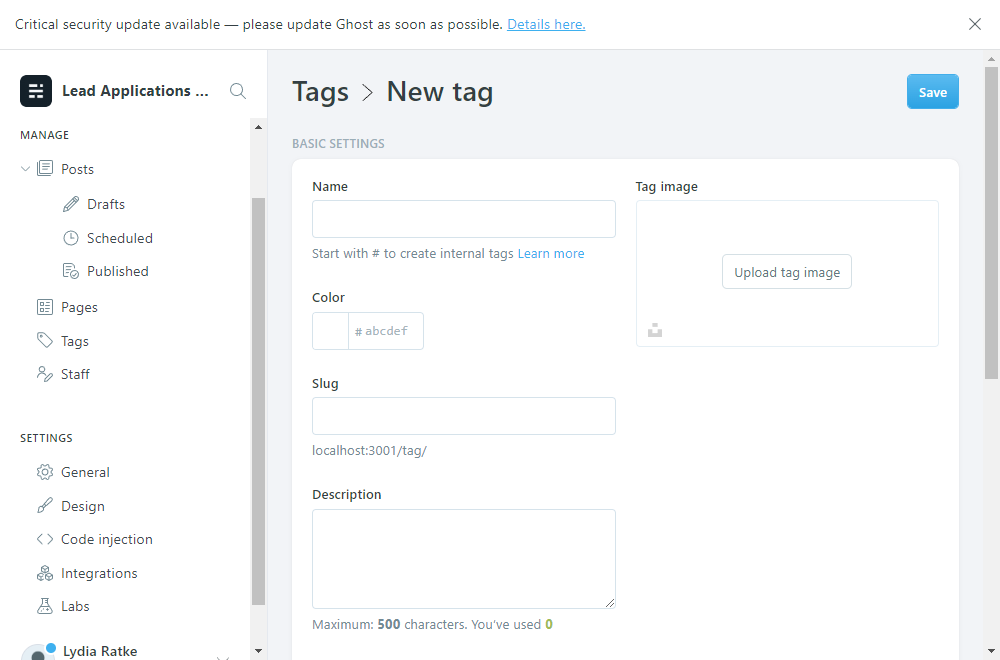 Critical security update available — please update Ghost as soon as possible. Details here.
Lead Applications ...
MANAGE
Posts
Drafts
Scheduled
Published
Pages
Tags
Staff
SETTINGS
General
Design
Code injection
Integrations
Labs
Lydia Ratke
Tags > New tag
Save
BASIC SETTINGS
Name
Start with # to create internal tags Learn more
Color
# abcdef
Slug
localhost:3001/tag/
Description
Maximum: 500 characters. You've used 0
Tag image
Upload tag image